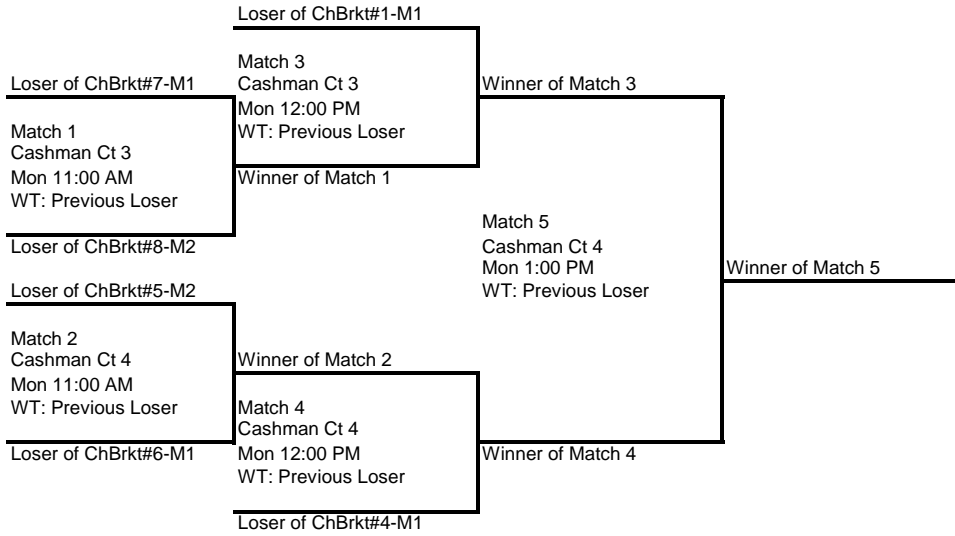 Loser of ChBrkt#1-M1
Match 3
Cashman Ct 3
Mon 12:00 PM
WT: Previous Loser
Loser of ChBrkt#7-M1
Match 1
Cashman Ct 3
Mon 11:00 AM
WT: Previous Loser
Winner of Match 3
Winner of Match 1
Loser of ChBrkt#8-M2
Match 5
Cashman Ct 4
Mon 1:00 PM
WT: Previous Loser
Winner of Match 5
Loser of ChBrkt#5-M2
Match 2
Cashman Ct 4
Mon 11:00 AM
WT: Previous Loser
Winner of Match 2
Match 4
Cashman Ct 4
Mon 12:00 PM
WT: Previous Loser
Loser of ChBrkt#6-M1
Winner of Match 4
Loser of ChBrkt#4-M1